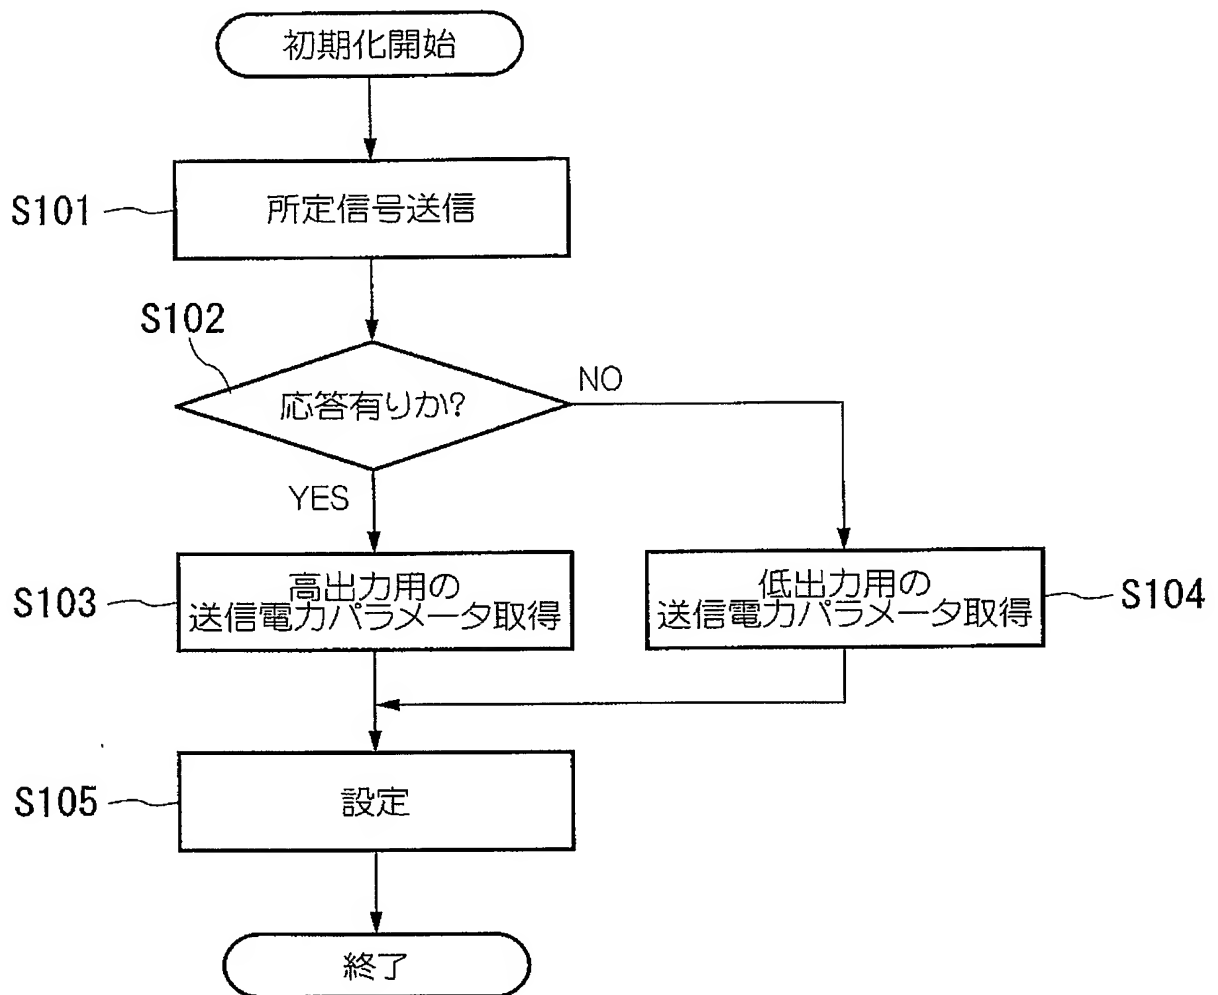 初期化開始
S101
所定信号送信
S102
応答有りか?
NO
YES
S103
高出力用の
送信電力パラメータ取得
低出力用の
送信電力パラメータ取得
S104
S105
設定
終了